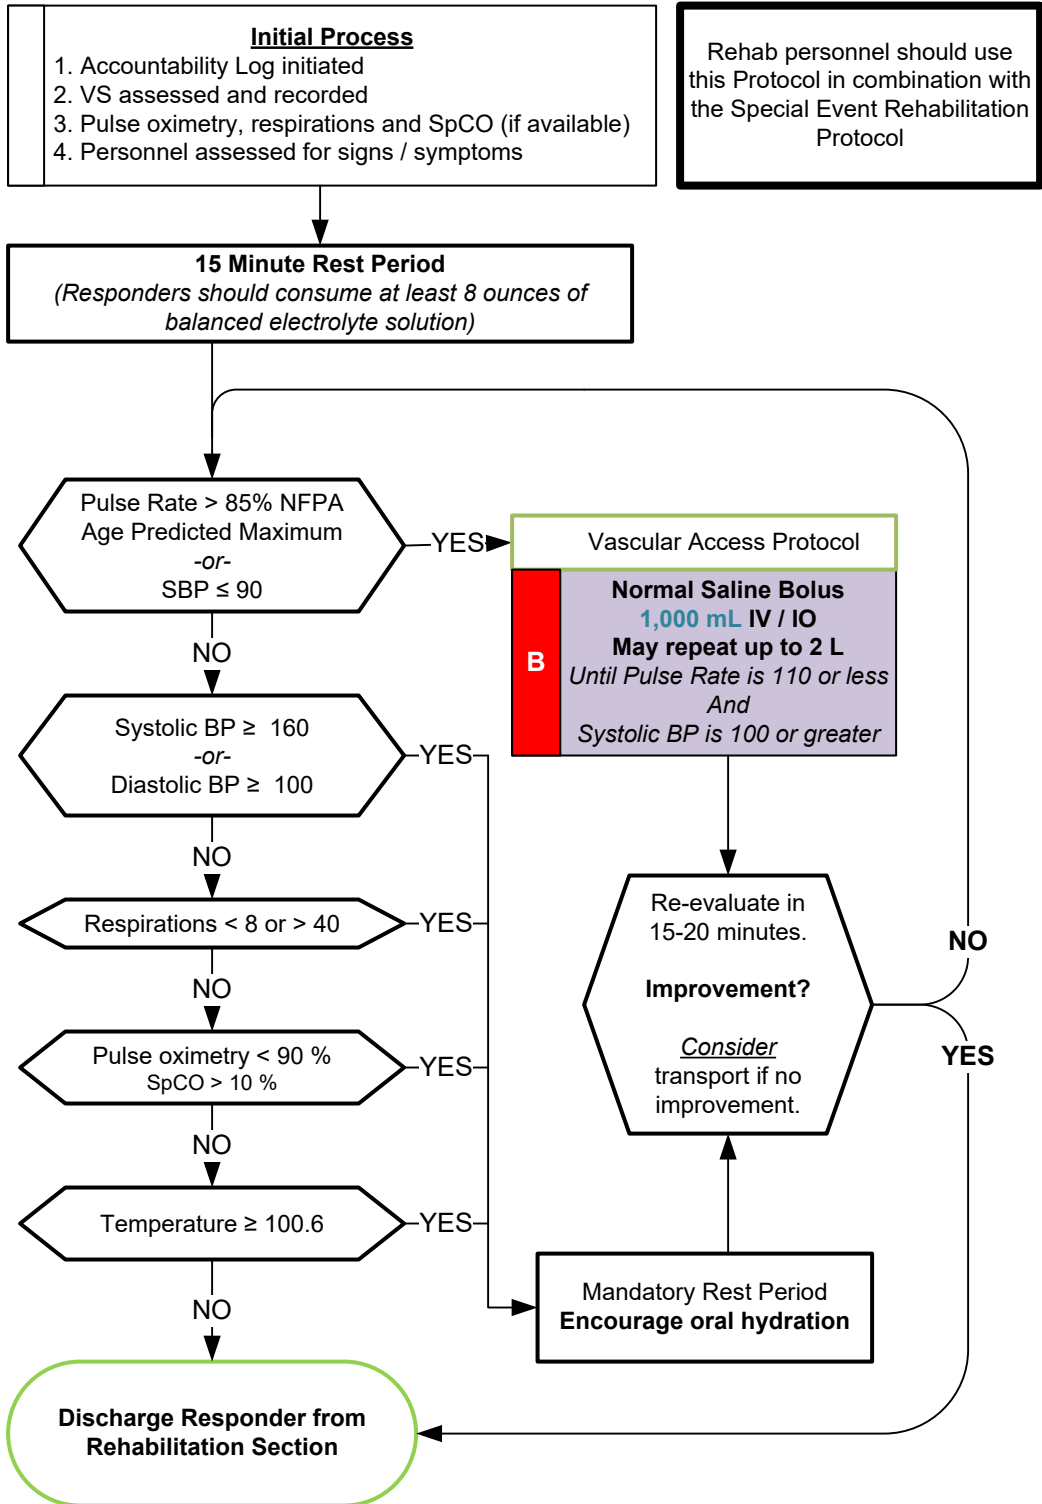 Initial Process
1. Accountability Log initiated
2. VS assessed and recorded
3. Pulse oximetry, respirations and SpCO (if available)
4. Personnel assessed for signs / symptoms
Rehab personnel should use
this Protocol in combination with
the Special Event Rehabilitation
Protocol
15 Minute Rest Period
(Responders should consume at least 8 ounces of
balanced electrolyte solution)
Pulse Rate > 85% NFPA
Age Predicted Maximum
-or-
SBP ≤ 90
YES
Vascular Access Protocol
B
Normal Saline Bolus
1,000 mL IV / IO
May repeat up to 2 L
Until Pulse Rate is 110 or less
And
Systolic BP is 100 or greater
NO
Systolic BP ≥ 160
-or-
Diastolic BP ≥ 100
YES
NO
Respirations < 8 or > 40
YES
NO
Pulse oximetry < 90 %
SpCO > 10 %
YES
NO
Temperature ≥ 100.6
YES
NO
Re-evaluate in
15-20 minutes.
Improvement?
Consider
transport if no
improvement.
NO
YES
Mandatory Rest Period
Encourage oral hydration
Discharge Responder from
Rehabilitation Section